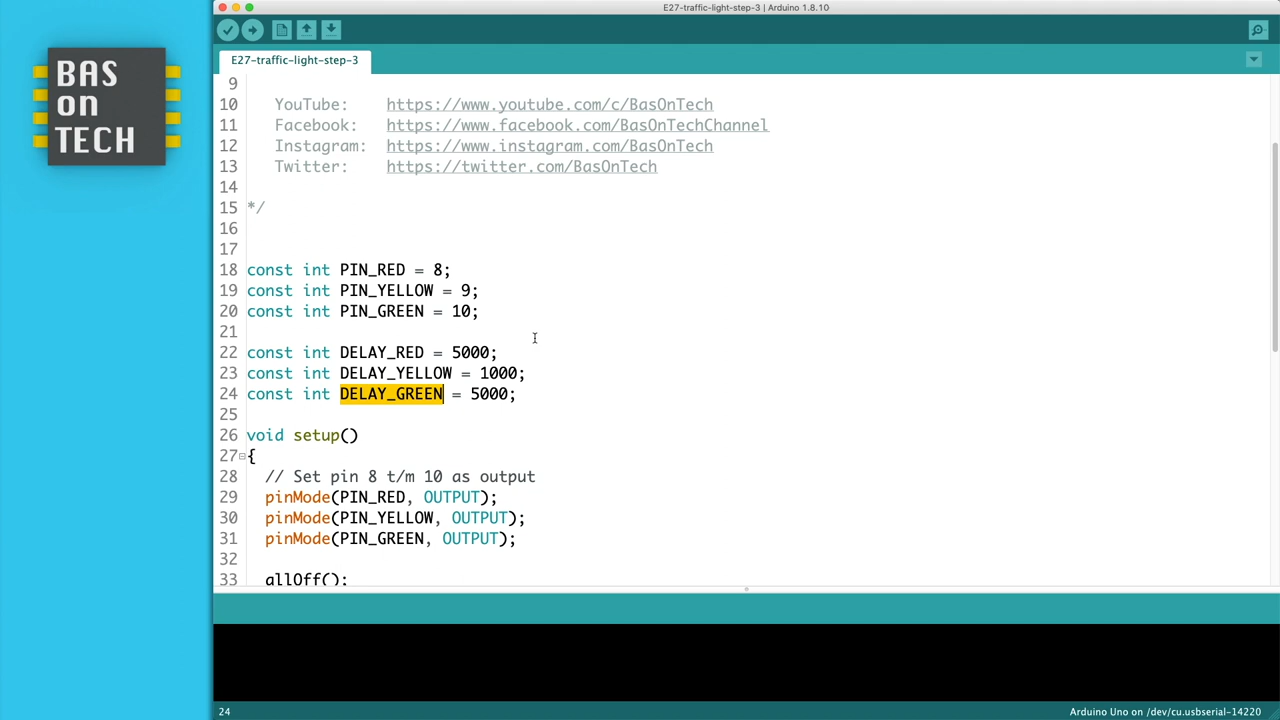 E27-traffic-light-step-3 | Arduino 1.8.10
BAS
on
TECH
E27-traffic-light-step-3
9
10 YouTube: https://www.youtube.com/c/BasOnTech
11 Facebook: https://www.facebook.com/BasOnTechChannel
12 Instagram: https://www.instagram.com/BasOnTech
13 Twitter: https://twitter.com/BasOnTech
14
15 */
16
17
18 const int PIN_RED = 8;
19 const int PIN_YELLOW = 9;
20 const int PIN_GREEN = 10;
21
22 const int DELAY_RED = 5000;
23 const int DELAY_YELLOW = 1000;
24 const int DELAY_GREEN = 5000;
25
26 void setup()
27 {
28 // Set pin 8 t/m 10 as output
29 pinMode(PIN_RED, OUTPUT);
30 pinMode(PIN_YELLOW, OUTPUT);
31 pinMode(PIN_GREEN, OUTPUT);
32
33 allOff();
24
Arduino Uno on /dev/cu.usbserial-14220